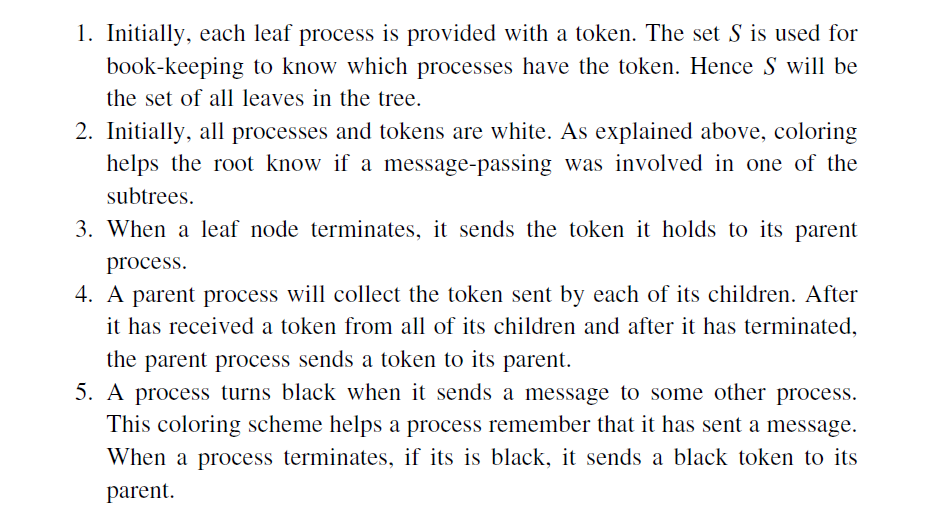 1. Initially, each leaf process is provided with a token. The set S is used for
book-keeping to know which processes have the token. Hence S will be
the set of all leaves in the tree.
2. Initially, all processes and tokens are white. As explained above, coloring
helps the root know if a message-passing was involved in one of the
subtrees.
3. When a leaf node terminates, it sends the token it holds to its parent
process.
4. A parent process will collect the token sent by each of its children. After
it has received a token from all of its children and after it has terminated,
the parent process sends a token to its parent.
5. A process turns black when it sends a message to some other process.
This coloring scheme helps a process remember that it has sent a message.
When a process terminates, if its is black, it sends a black token to its
parent.